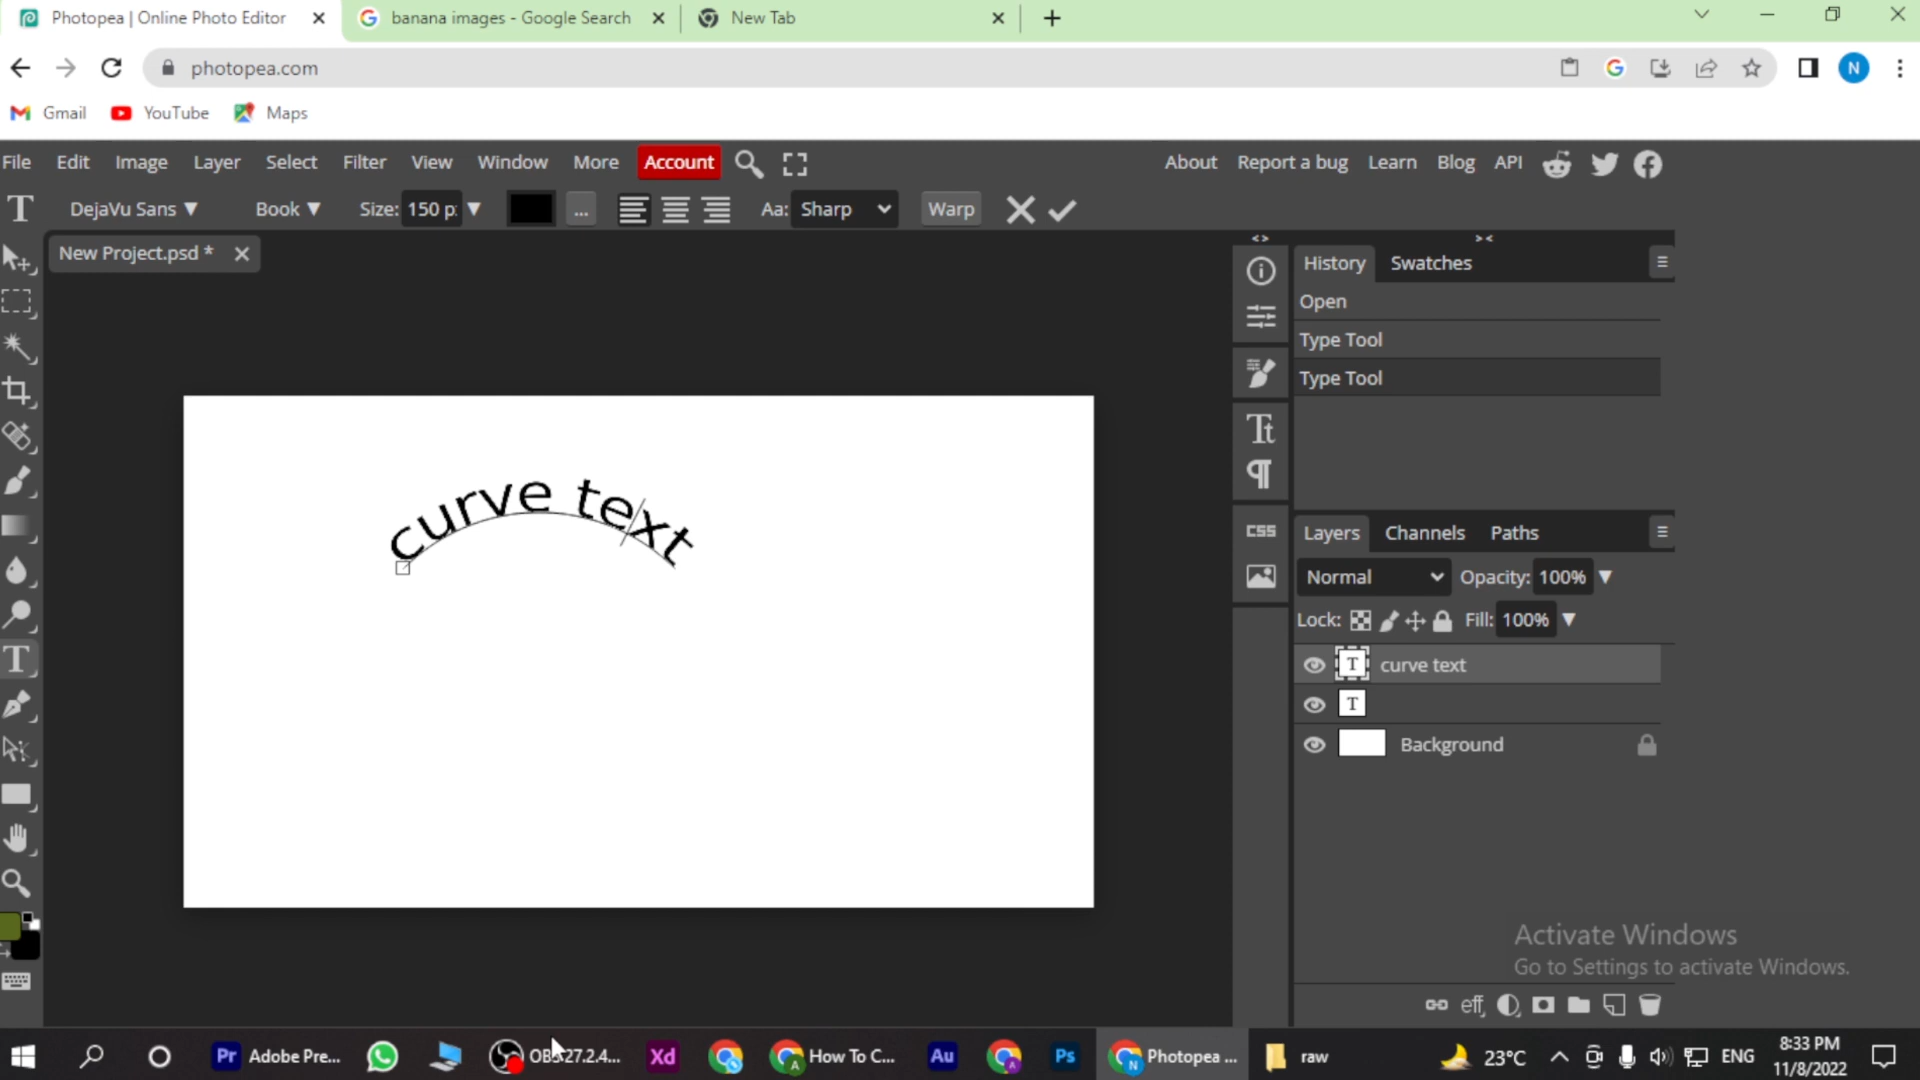 Photopea | Online Photo Editor
banana images - Google Search
New Tab
photopea.com
N
Gmail
YouTube
Maps
File Edit Image Layer Select Filter View Window More Account
About Report a bug Learn Blog API
T DejaVu Sans ▼ Book ▼ Size: 150 p: ▼ ... Aa: Sharp Warp
New Project.psd *
History Swatches
Open
Type Tool
Type Tool
curve text
CSS
Layers Channels Paths
Normal Opacity: 100% ▼
Lock: Fill: 100% ▼
T curve text
T
Background
Activate Windows
Go to Settings to activate Windows.
eff
Pr Adobe Pre...
OBS 27.2.4...
Xd
How To C...
Au
Ps
Photopea ...
raw
23°C
ENG
8:33 PM
11/8/2022